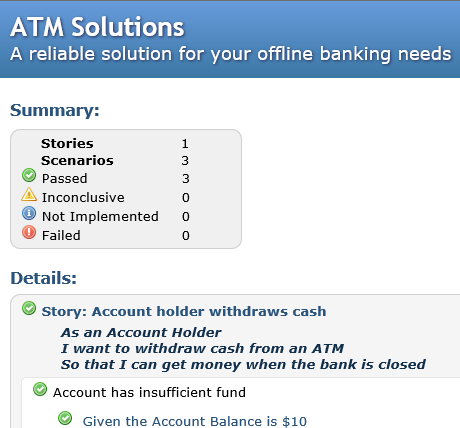 ATM Solutions
A reliable solution for your offline banking needs
Summary:
Stories 1
Scenarios 3
Passed 3
Inconclusive 0
Not Implemented 0
Failed 0
Details:
Story: Account holder withdraws cash
As an Account Holder
I want to withdraw cash from an ATM
So that I can get money when the bank is closed
Account has insufficient fund
Given the Account Balance is $10